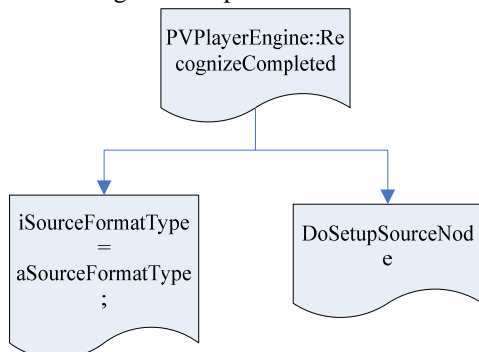 PVPlayerEngine::Re
cognizeCompleted
iSourceFormatType
=
aSourceFormatType
;
DoSetupSourceNod
e